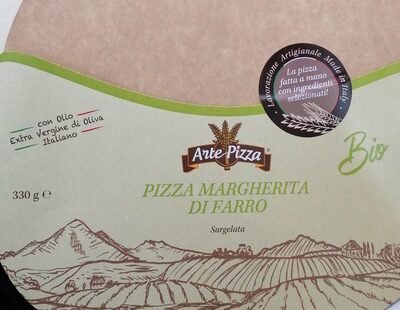 Lavorazione Artigianale Made in Italy
La pizza
fatta a mano
con ingredienti
selezionati!
con Olio
Extra Vergine di Oliva
Italiano
Arte Pizza
Bio
330 g ℮
PIZZA MARGHERITA
DI FARRO
Surgelata